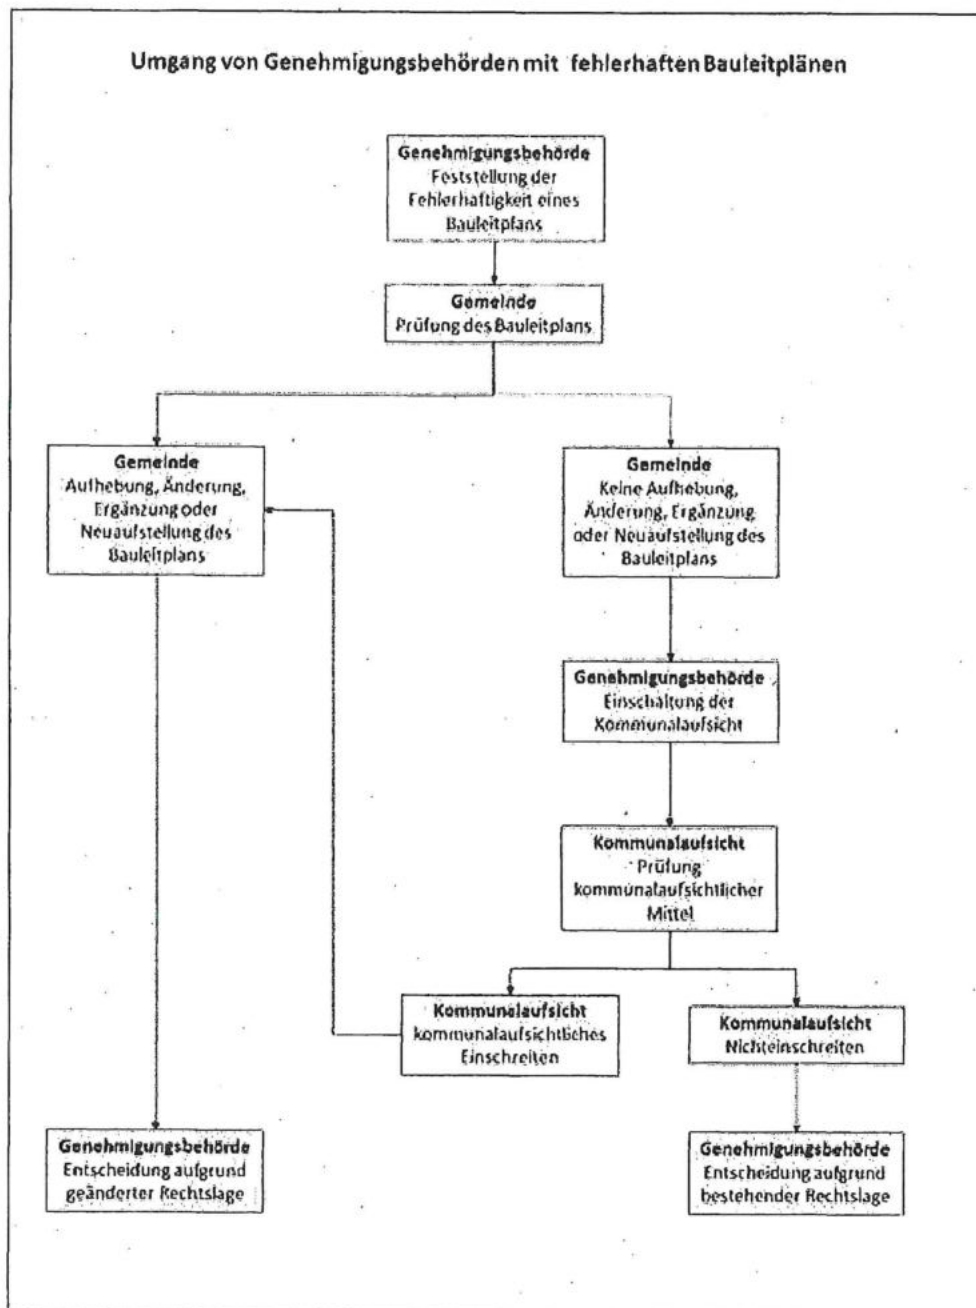 Umgang von Genehmigungsbehörden mit fehlerhaften Bauleitplänen
Genehmigungsbehörde
Feststellung der
Fehlerhaftigkeit eines
Bauleitplans
Gemeinde
Prüfung des Bauleitplans
Gemeinde
Aufhebung, Änderung,
Ergänzung oder
Neuaufstellung des
Bauleitplans
Gemeinde
Keine Aufhebung,
Änderung, Ergänzung
oder Neuaufstellung des
Bauleitplans
Genehmigungsbehörde
Einschaltung der
Kommunalaufsicht
Kommunalaufsicht
Prüfung
kommunalaufsichtlicher
Mittel
Kommunalaufsicht
kommunalaufsichtliches
Einschreiten
Kommunalaufsicht
Nichteinschreiten
Genehmigungsbehörde
Entscheidung aufgrund
geänderter Rechtslage
Genehmigungsbehörde
Entscheidung aufgrund
bestehender Rechtslage